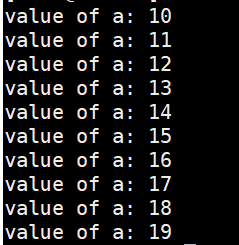 value of a: 10
value of a: 11
value of a: 12
value of a: 13
value of a: 14
value of a: 15
value of a: 16
value of a: 17
value of a: 18
value of a: 19